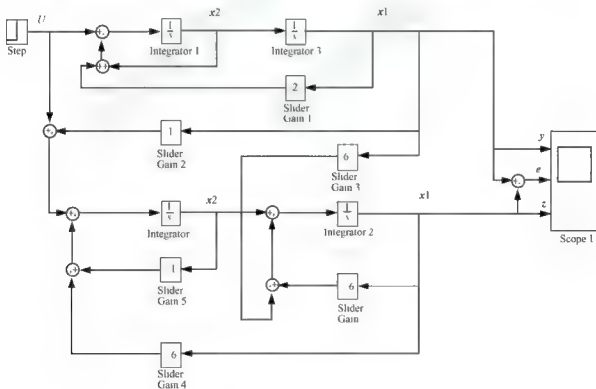 U
x2
x1
+.
1
s
1
s
Step
Integrator 1
Integrator 3
++
2
Slider
Gain 1
+.
1
Slider
Gain 2
6
Slider
Gain 3
y
e
z
+.
Scope 1
x2
x1
+.
1
s
+.
1
s
Integrator
Integrator 2
1
Slider
Gain 5
6
Slider
Gain
6
Slider
Gain 4